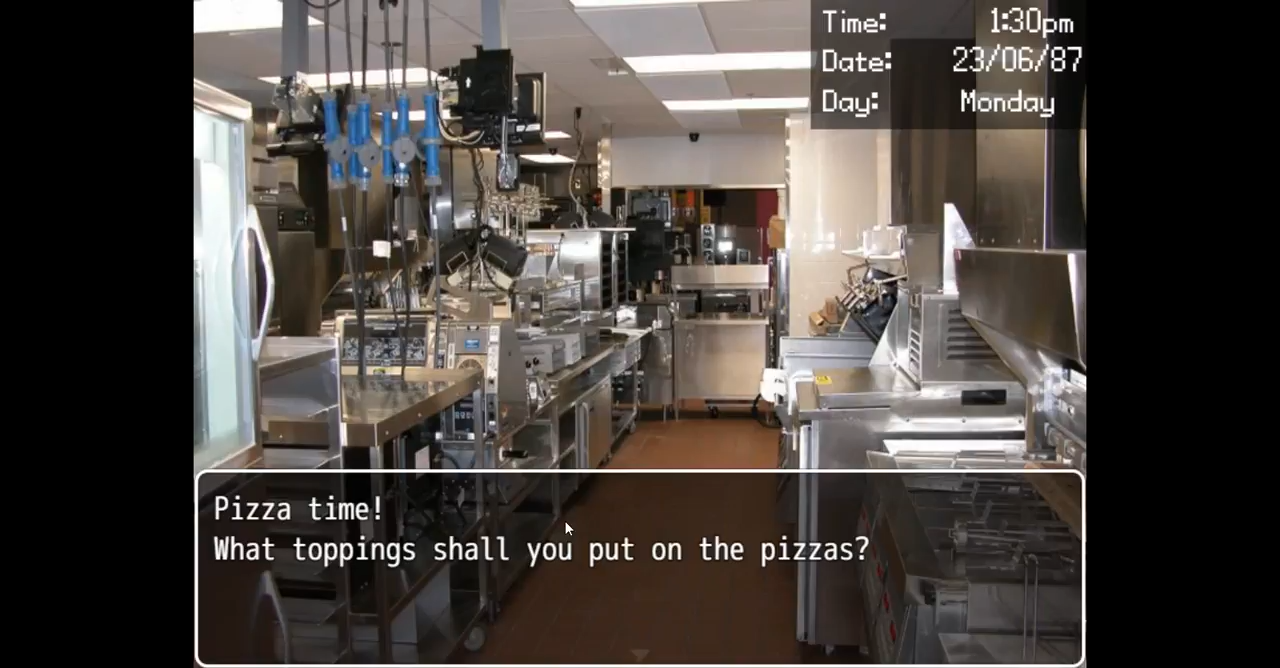 Time: 1:30pm
Date: 23/06/87
Day: Monday
Pizza time!
What toppings shall you put on the pizzas?